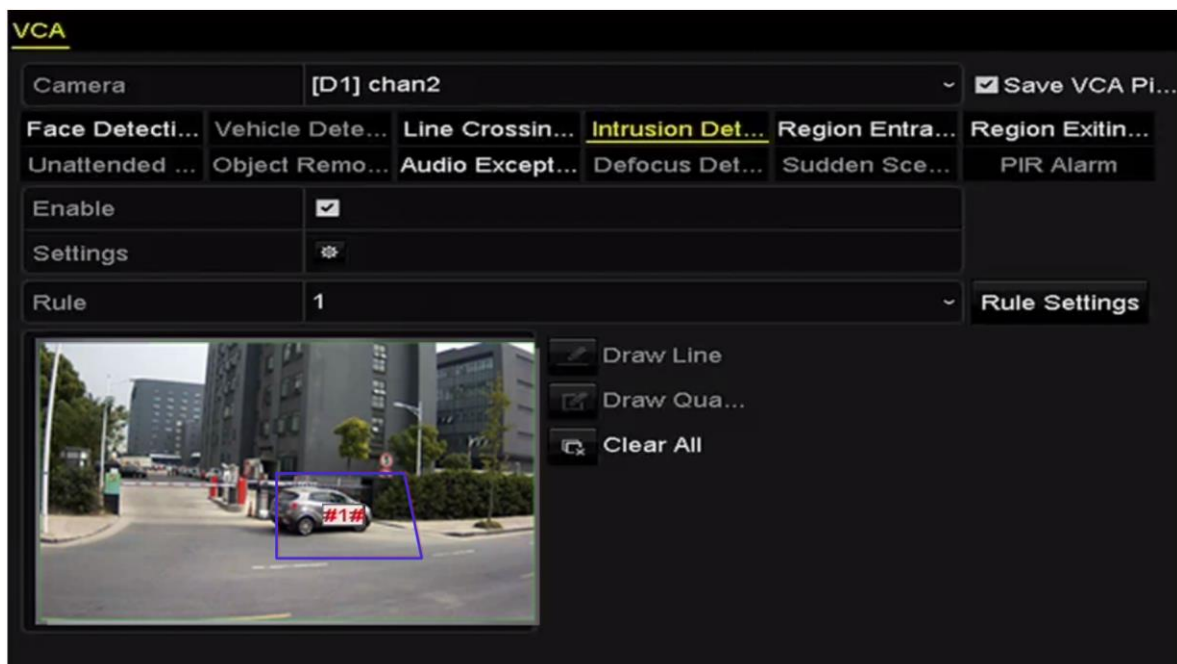 VCA
Camera [D1] chan2 Save VCA Pi...
Face Detecti... Vehicle Dete... Line Crossin... Intrusion Det... Region Entra... Region Exitin...
Unattended ... Object Remo... Audio Except... Defocus Det... Sudden Sce... PIR Alarm
Enable
Settings
Rule 1 Rule Settings
Draw Line
Draw Qua...
Clear All
#1#